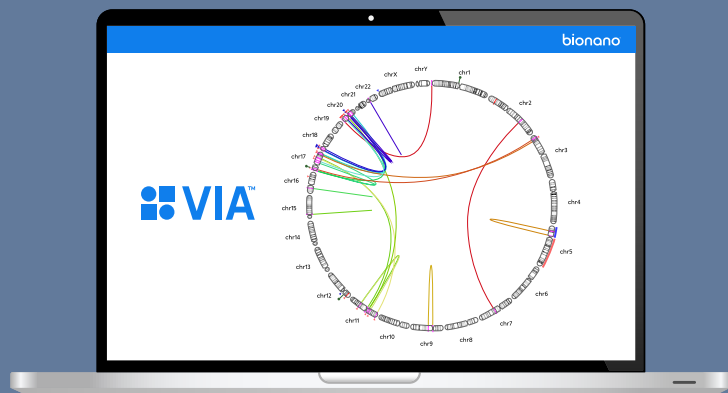 bionano
VIA™
chr1
chr2
chr3
chr4
chr5
chr6
chr7
chr8
chr9
chr10
chr11
chr12
chr13
chr14
chr15
chr16
chr17
chr18
chr19
chr20
chr21
chr22
chrX
chrY